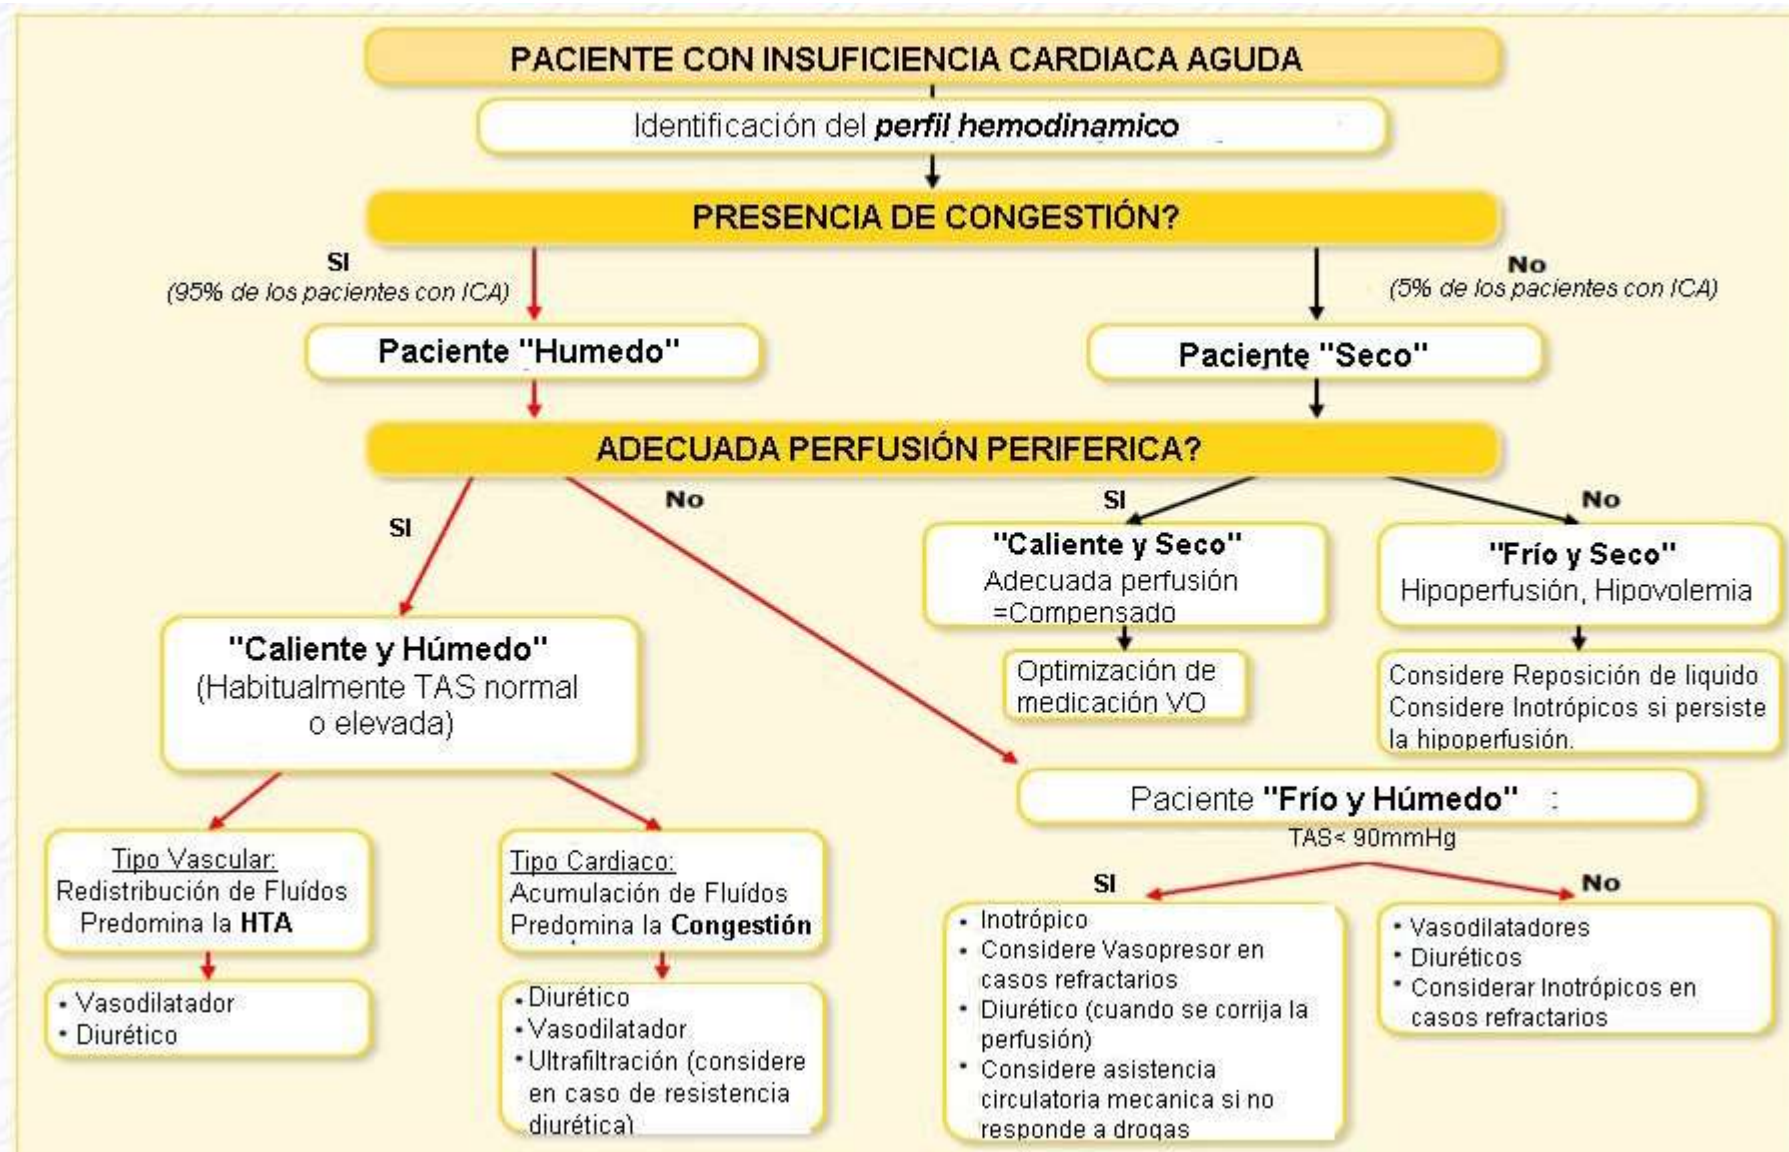 PACIENTE CON INSUFICIENCIA CARDIACA AGUDA
Identificación del perfil hemodinamico
PRESENCIA DE CONGESTIÓN?
SI
(95% de los pacientes con ICA)
No
(5% de los pacientes con ICA)
Paciente "Humedo"
Paciente "Seco"
ADECUADA PERFUSIÓN PERIFERICA?
SI
No
SI
No
"Caliente y Seco"
Adecuada perfusión
=Compensado
"Frío y Seco"
Hipoperfusión, Hipovolemia
"Caliente y Húmedo"
(Habitualmente TAS normal
o elevada)
Optimización de
medicación VO
Considere Reposición de liquido
Considere Inotrópicos si persiste
la hipoperfusión.
Paciente "Frío y Húmedo" :
TAS< 90mmHg
Tipo Vascular:
Redistribución de Fluídos
Predomina la HTA
Tipo Cardiaco:
Acumulación de Fluídos
Predomina la Congestión
SI
No
• Vasodilatador
• Diurético
• Diurético
• Vasodilatador
• Ultrafiltración (considere
en caso de resistencia
diurética)
• Inotrópico
• Considere Vasopresor en
casos refractarios
• Diurético (cuando se corrija la
perfusión)
• Considere asistencia
circulatoria mecanica si no
responde a drogas
• Vasodilatadores
• Diuréticos
• Considerar Inotrópicos en
casos refractarios